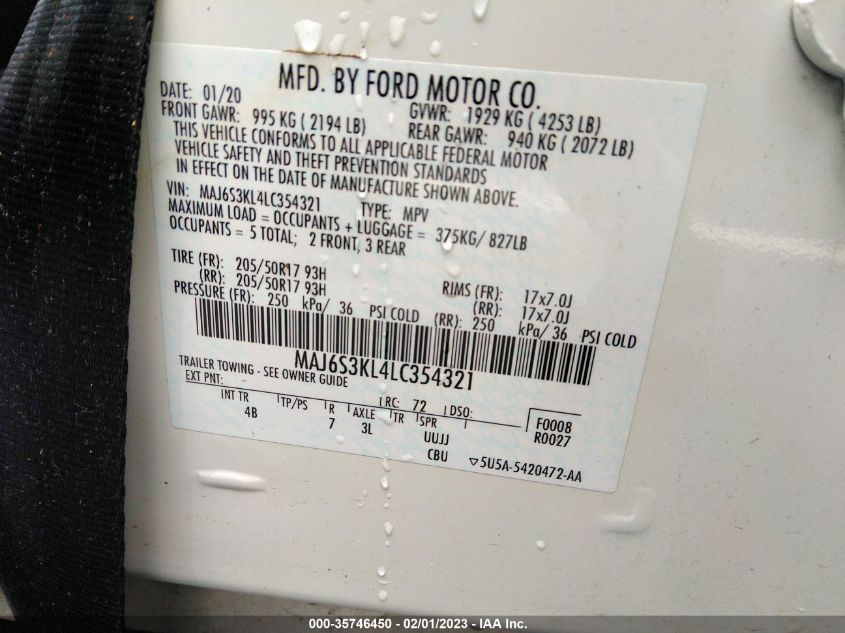 MFD. BY FORD MOTOR CO.
DATE: 01/20 GVWR: 1929 KG ( 4253 LB)
FRONT GAWR: 995 KG ( 2194 LB) REAR GAWR: 940 KG ( 2072 LB)
THIS VEHICLE CONFORMS TO ALL APPLICABLE FEDERAL MOTOR
VEHICLE SAFETY AND THEFT PREVENTION STANDARDS
IN EFFECT ON THE DATE OF MANUFACTURE SHOWN ABOVE.
VIN: MAJ6S3KL4LC354321 TYPE: MPV
MAXIMUM LOAD = OCCUPANTS + LUGGAGE = 375KG/ 827LB
OCCUPANTS = 5 TOTAL; 2 FRONT, 3 REAR
TIRE (FR): 205/50R17 93H RIMS (FR): 17x7.0J
(RR): 205/50R17 93H (RR): 17x7.0J
PRESSURE (FR): 250 kPa/ 36 PSI COLD (RR): 250 kPa/ 36 PSI COLD
MAJ6S3KL4LC354321
TRAILER TOWING - SEE OWNER GUIDE
EXT PNT: RC: 72 DSO:
INT TR TP/PS R AXLE TR SPR F0008
4B 7 3L UUJJ R0027
CBU 5U5A-5420472-AA
000-35746450 - 02/01/2023 - IAA Inc.